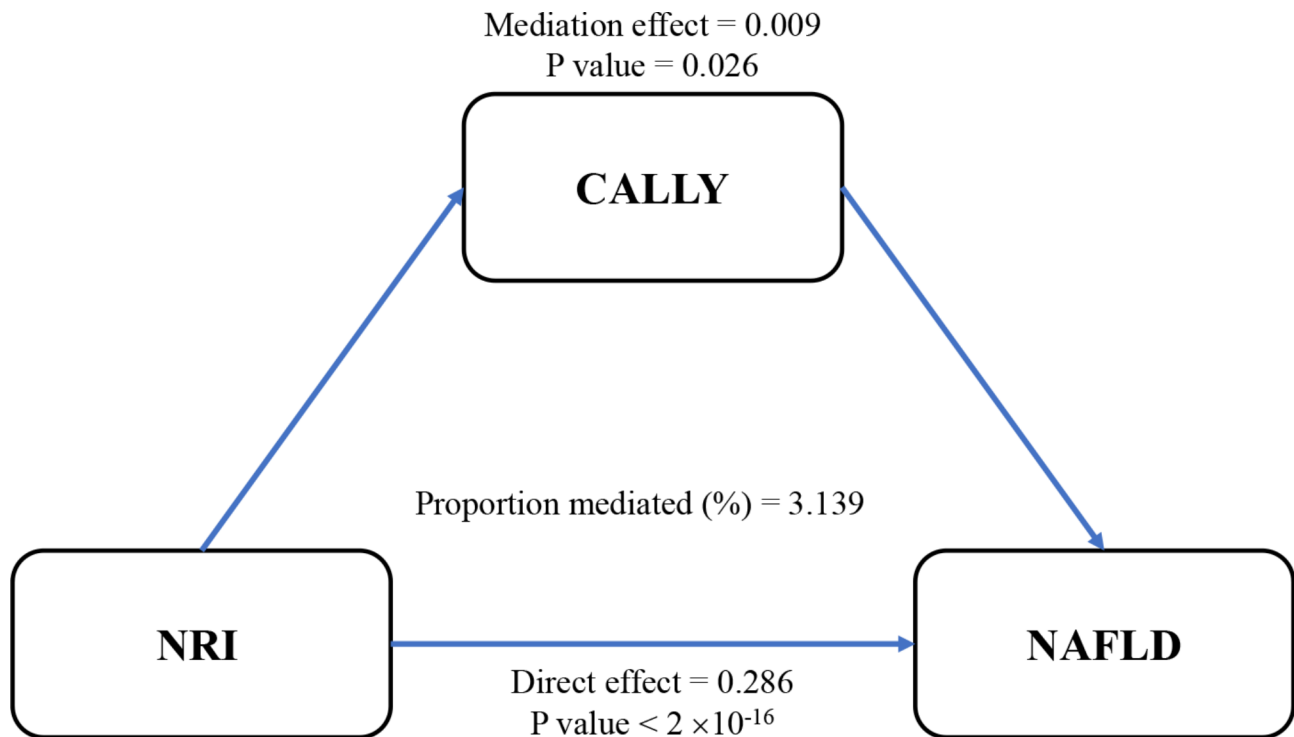 Mediation effect = 0.009
P value = 0.026
CALLY
Proportion mediated (%) = 3.139
NRI
NAFLD
Direct effect = 0.286
P value < 2 ×10⁻¹⁶